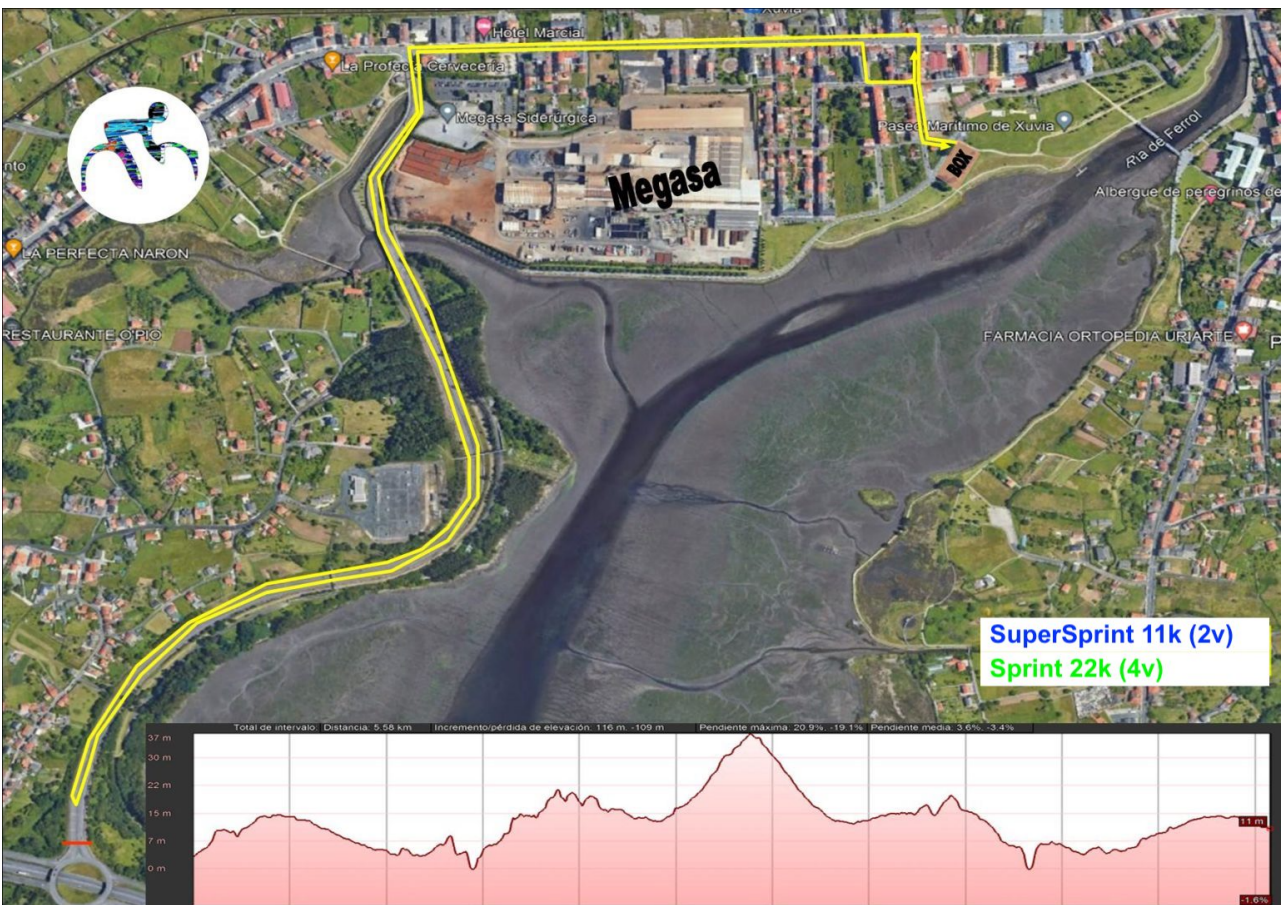 Xuvia
Hotel Marcial
La Profecía Cervecería
Megasa Siderúrgica
Paseo Marítimo de Xuvia
Ría de Ferrol
BOX
Megasa
nto
Albergue de peregrinos de
LA PERFECTA NARON
RESTAURANTE O'PIO
FARMACIA ORTOPEDIA URIARTE
P
SuperSprint 11k (2v)
Sprint 22k (4v)
Total de intervalo Distancia: 5.58 km Incremento/pérdida de elevación: 116 m, -109 m Pendiente máxima: 20.9%, -19.1% Pendiente media: 3.6%, -3.4%
37 m
30 m
22 m
15 m
7 m
0 m
11 m
-1.6%